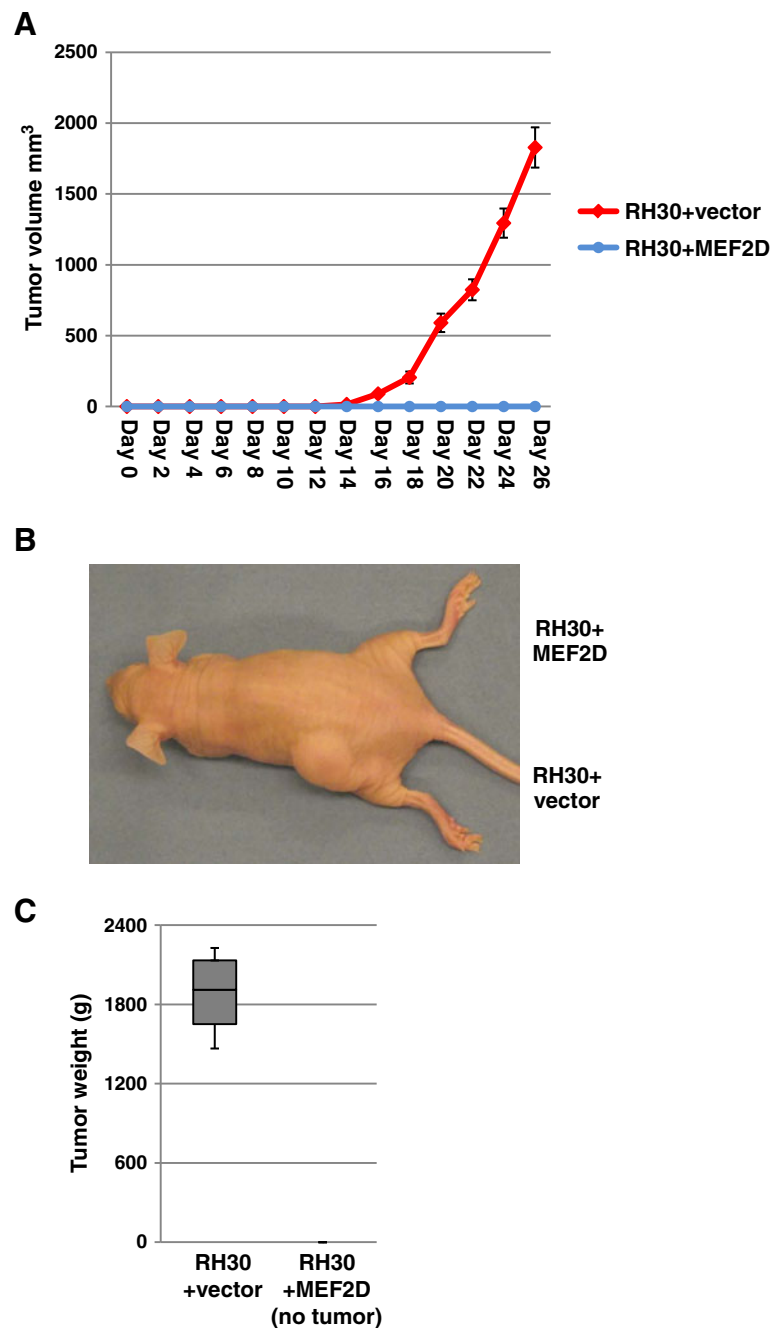 A
2500
2000
1500
1000
500
0
Tumor volume mm³
Day 0
Day 2
Day 4
Day 6
Day 8
Day 10
Day 12
Day 14
Day 16
Day 18
Day 20
Day 22
Day 24
Day 26
RH30+vector
RH30+MEF2D
B
RH30+
MEF2D
RH30+
vector
C
2400
1800
1200
600
0
Tumor weight (g)
RH30
+vector
RH30
+MEF2D
(no tumor)